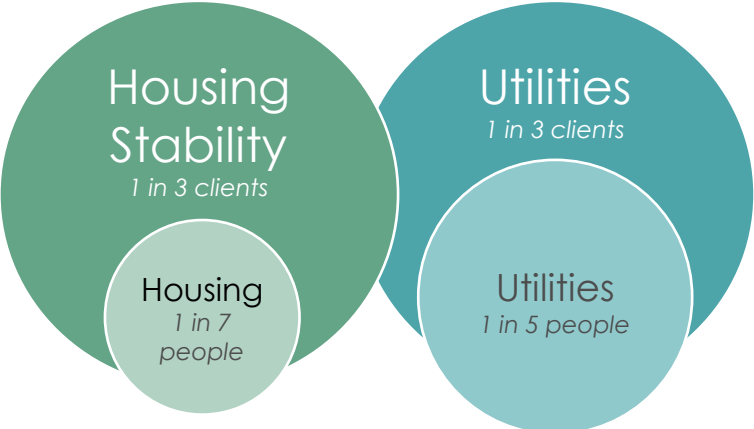 Housing
Stability
1 in 3 clients
Housing
1 in 7
people
Utilities
1 in 3 clients
Utilities
1 in 5 people